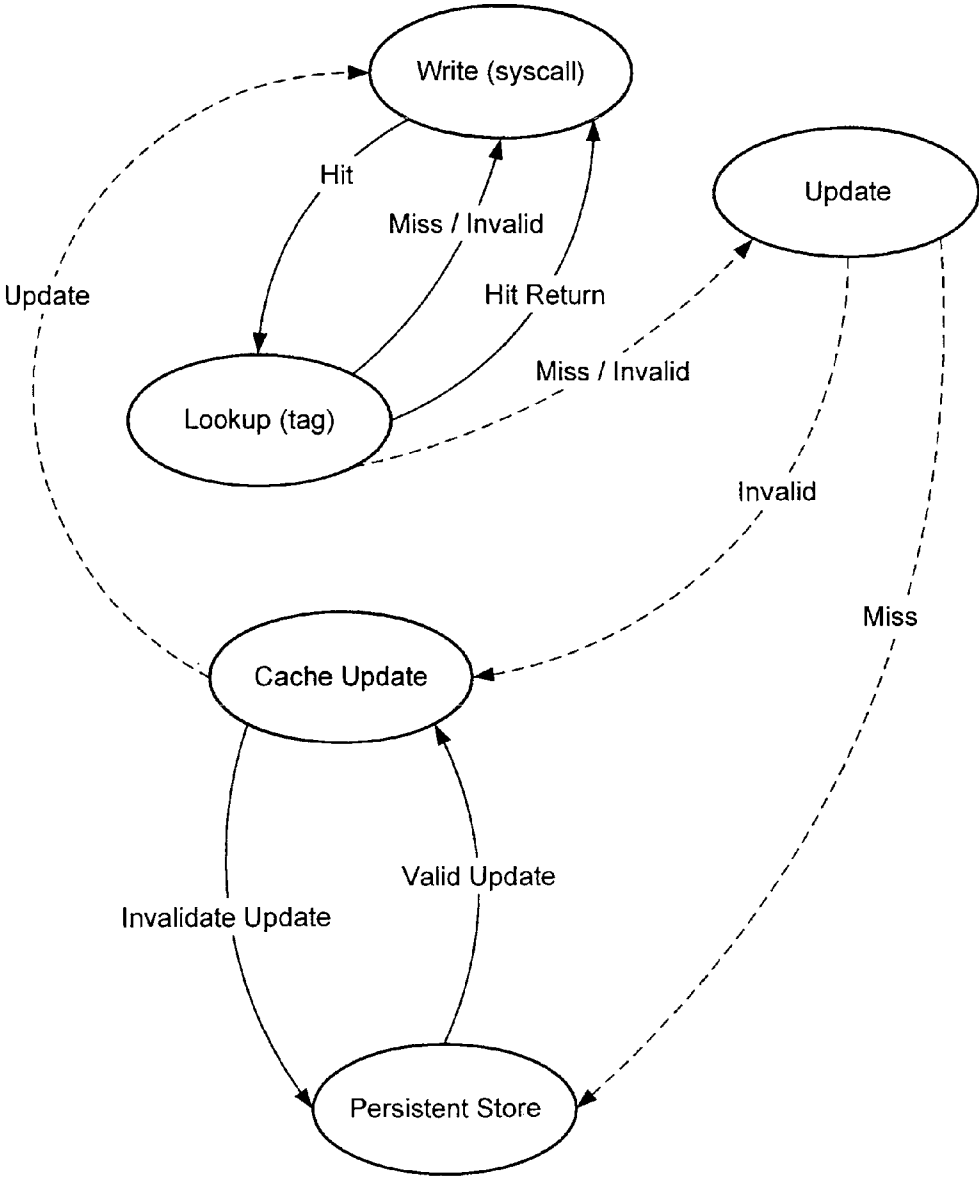 Write (syscall)
Hit
Update
Miss / Invalid
Update
Hit Return
Miss / Invalid
Lookup (tag)
Invalid
Miss
Cache Update
Valid Update
Invalidate Update
Persistent Store